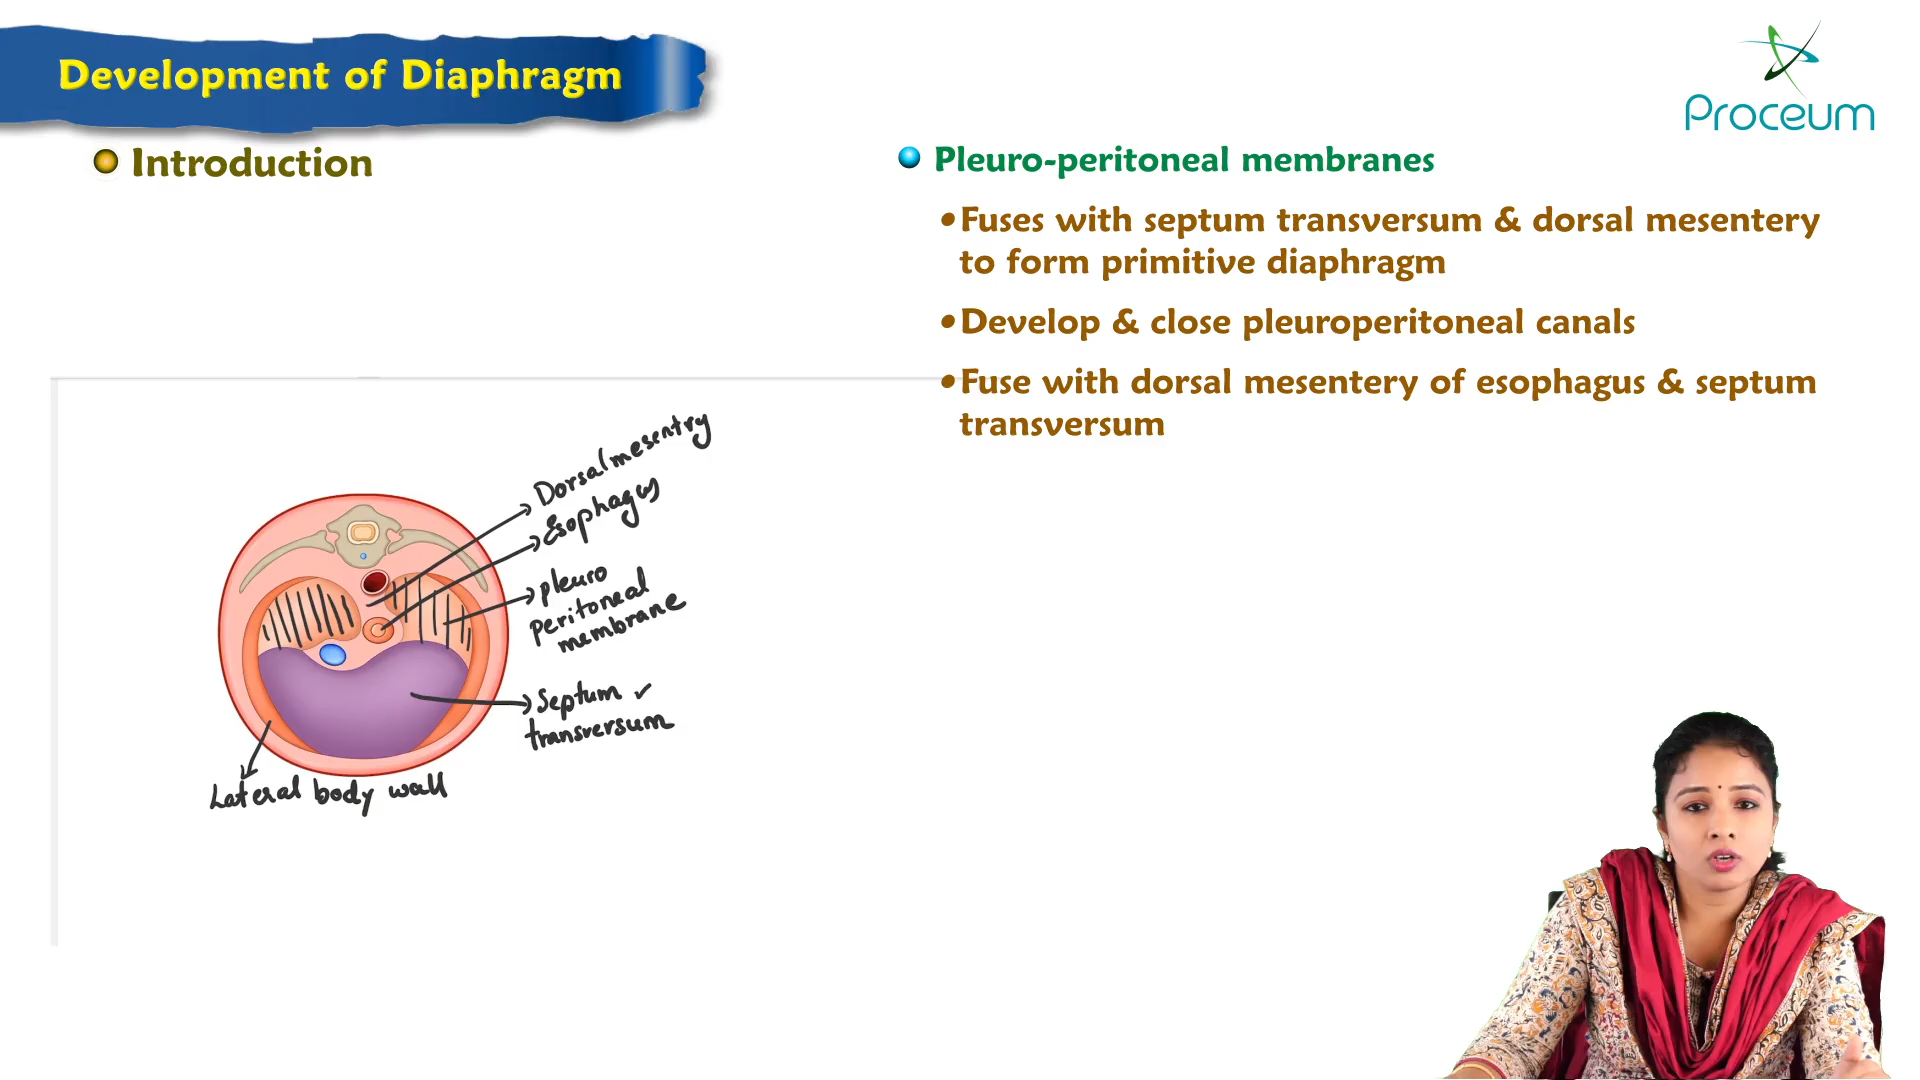 Development of Diaphragm
Proceum
Introduction
Pleuro-peritoneal membranes
•Fuses with septum transversum & dorsal mesentery
to form primitive diaphragm
•Develop & close pleuroperitoneal canals
•Fuse with dorsal mesentery of esophagus & septum
transversum
Dorsal mesentry
Esophagus
pleuro
peritoneal
membrane
Septum ✓
transversum
Lateral body wall